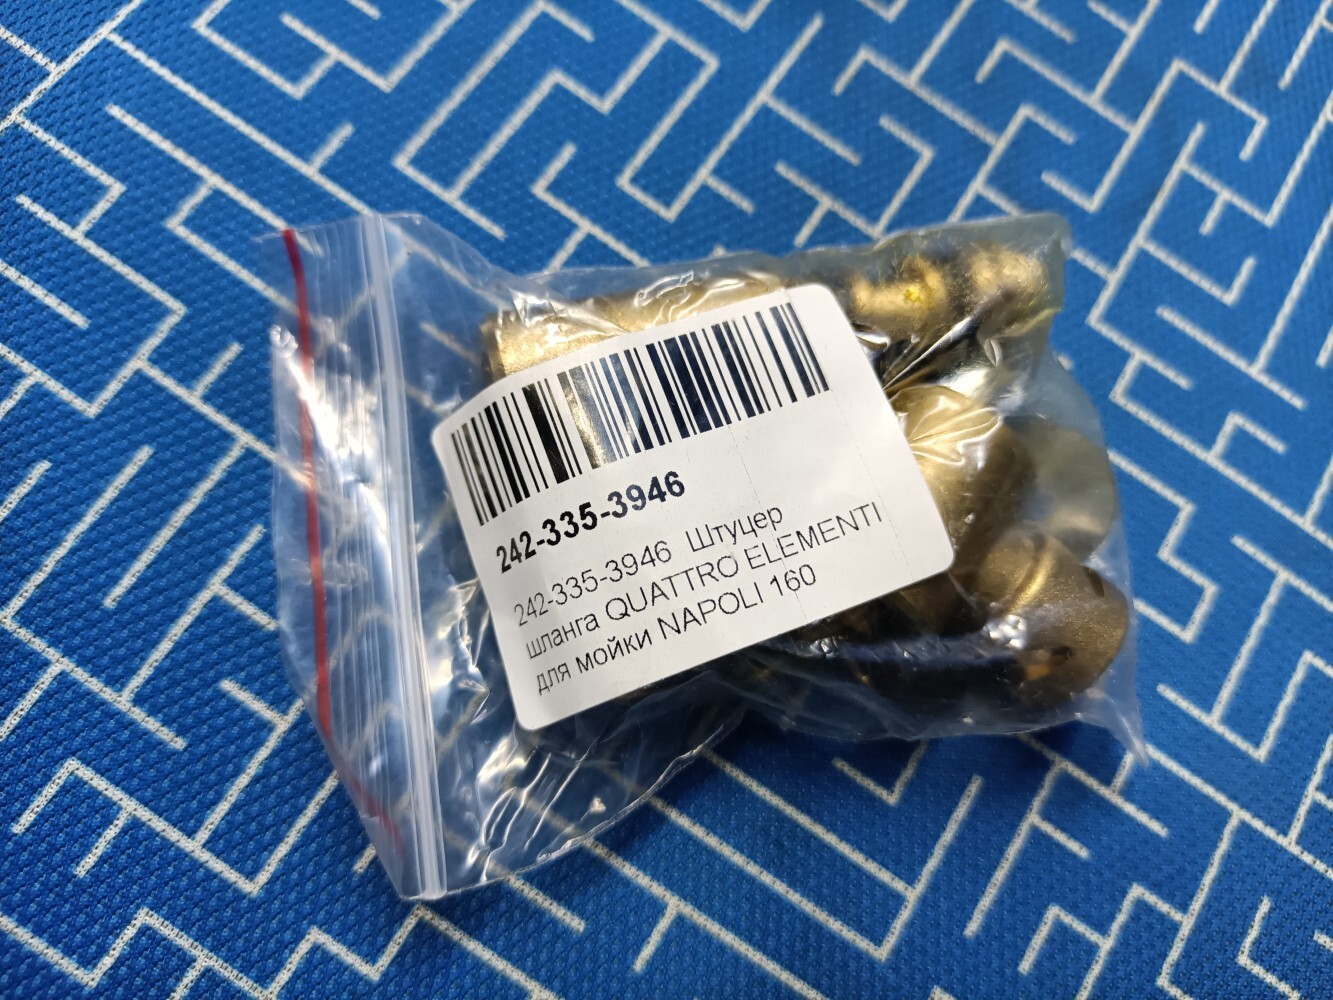 242-335-3946
242-335-3946 Штуцер
шланга QUATTRO ELEMENTI
для мойки NAPOLI 160